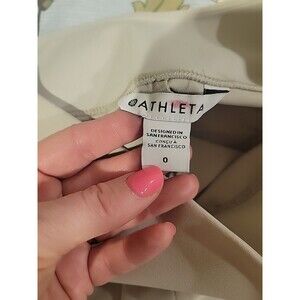 ATHLETA
DESIGNED IN
SAN FRANCISCO
CONÇU À
SAN FRANCISCO
0